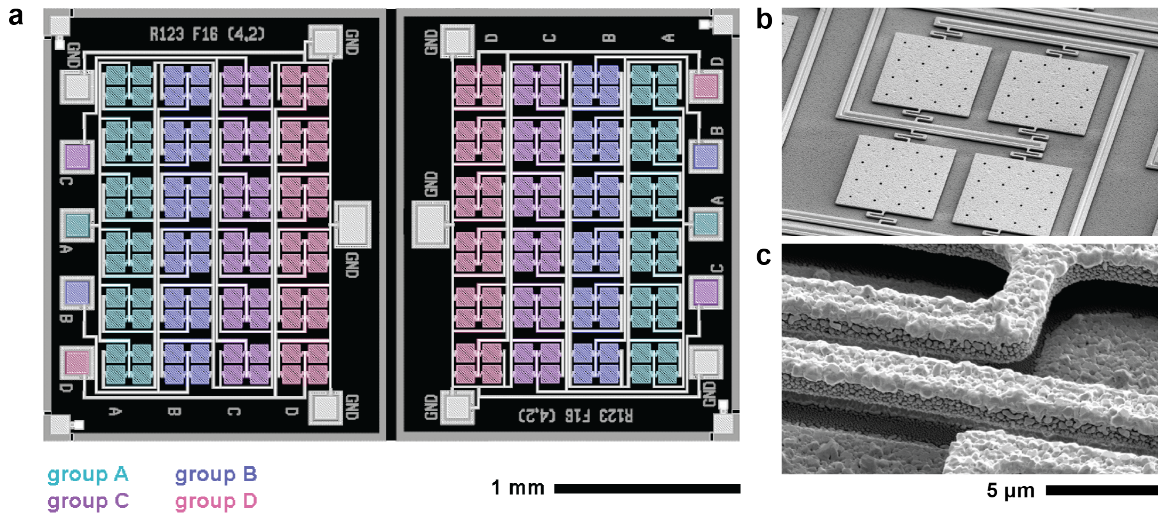 a
R123 F16 (4,2)
GND
GND
C
A
B
D
GND
GND
A B C D
GND
D C B A
D
B
GND
A
C
GND
GND
R123 F16 (4,2)
group A group B
group C group D
1 mm
b
c
5 µm